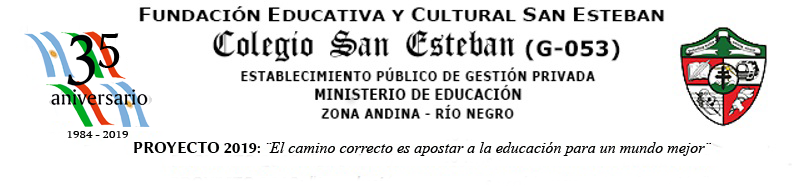 FUNDACIÓN EDUCATIVA Y CULTURAL SAN ESTEBAN
Colegio San Esteban (G-053)
ESTABLECIMIENTO PÚBLICO DE GESTIÓN PRIVADA
MINISTERIO DE EDUCACIÓN
ZONA ANDINA - RÍO NEGRO
35
aniversario
1984 - 2019
PROYECTO 2019: ¨El camino correcto es apostar a la educación para un mundo mejor¨